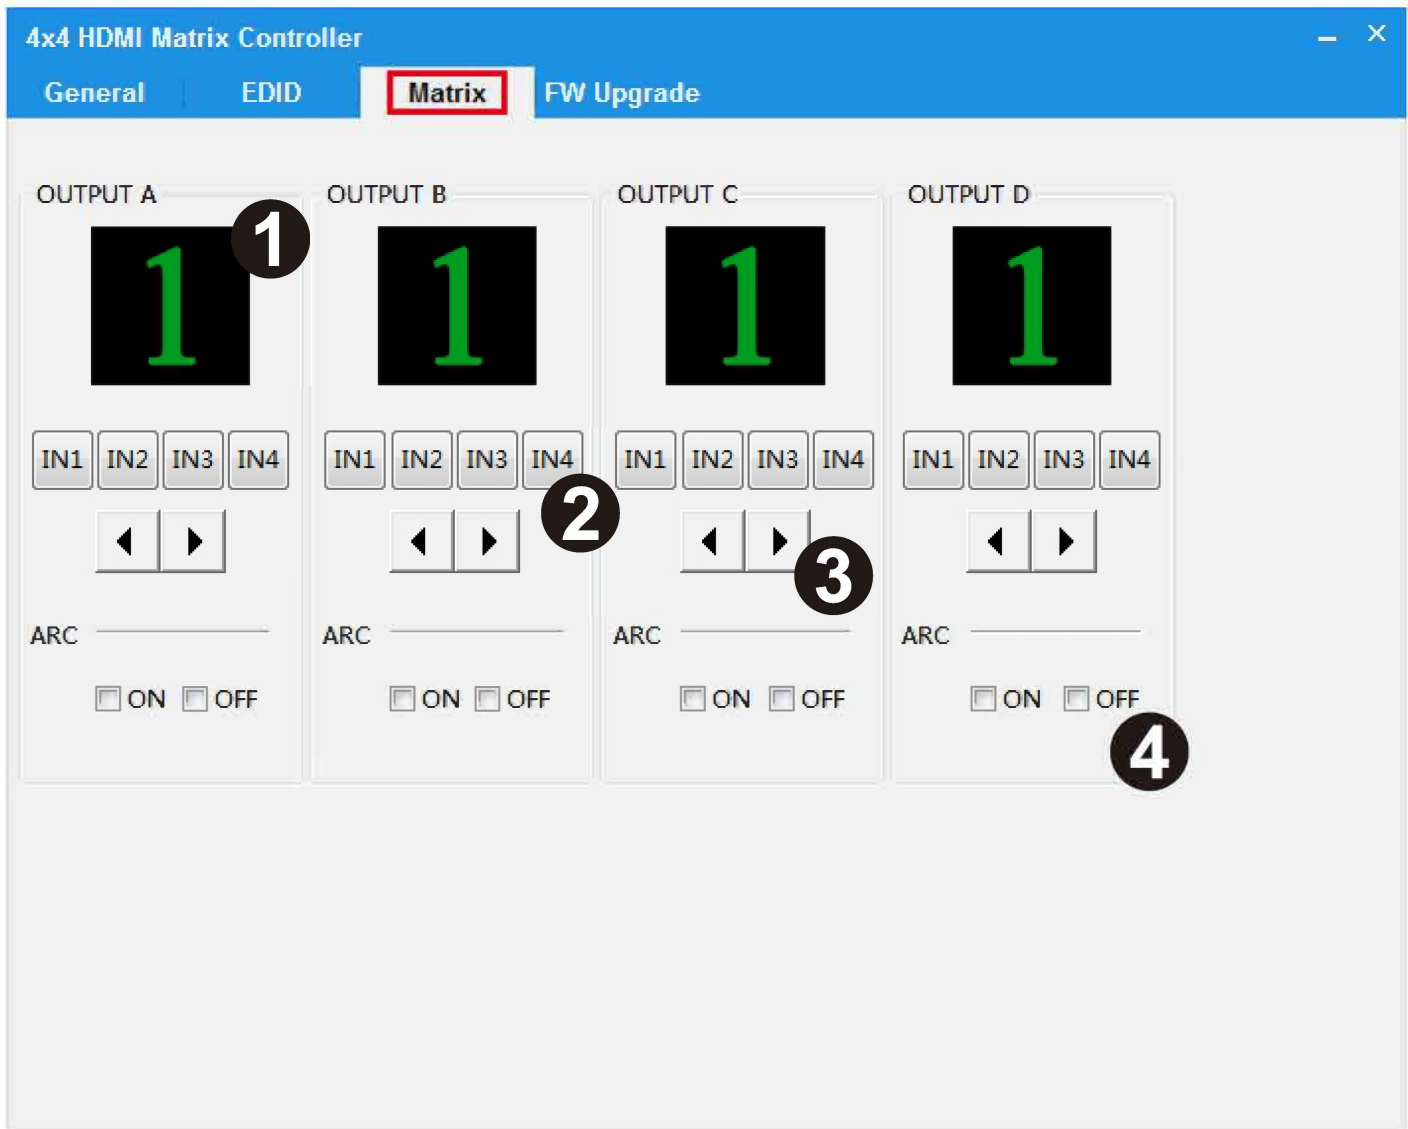 4x4 HDMI Matrix Controller
General EDID Matrix FW Upgrade
OUTPUT A OUTPUT B OUTPUT C OUTPUT D
1
1 1 1 1
IN1 IN2 IN3 IN4 IN1 IN2 IN3 IN4 IN1 IN2 IN3 IN4 IN1 IN2 IN3 IN4
2
3
ARC ARC ARC ARC
ON OFF ON OFF ON OFF ON OFF
4